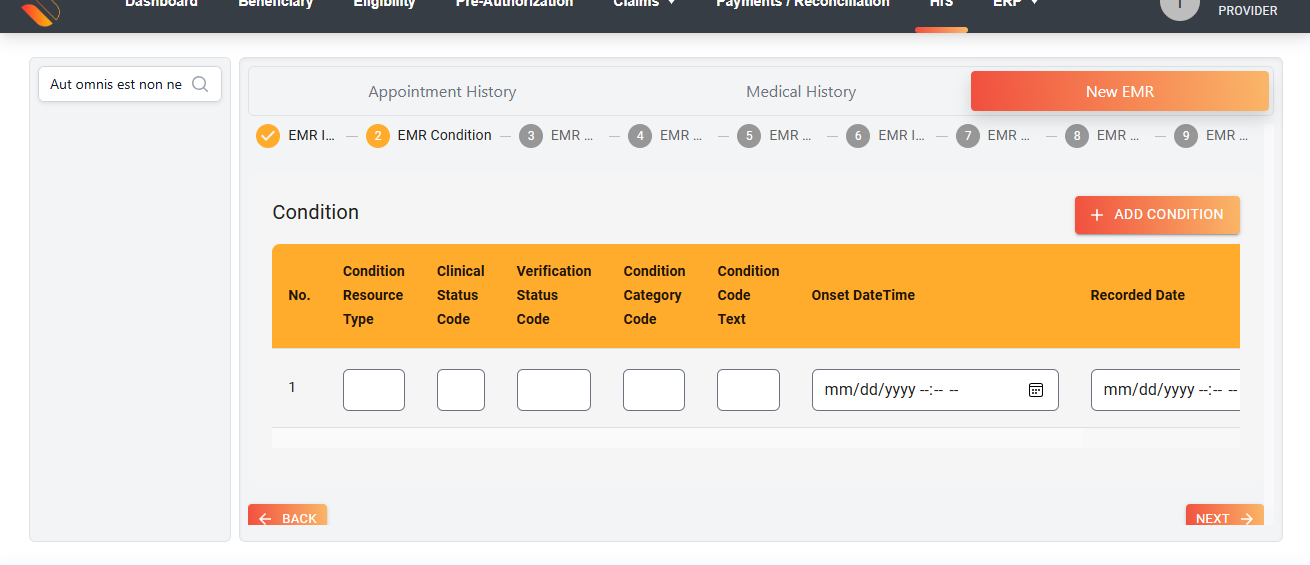 Dashboard Beneficiary Eligibility Pre-Authorization Claims Payments / Reconciliation HIS ERP
T PROVIDER
Aut omnis est non ne
Appointment History Medical History New EMR
EMR I... 2 EMR Condition 3 EMR ... 4 EMR ... 5 EMR ... 6 EMR I... 7 EMR ... 8 EMR ... 9 EMR ...
Condition
+ ADD CONDITION
No.
Condition Resource Type
Clinical Status Code
Verification Status Code
Condition Category Code
Condition Code Text
Onset DateTime
Recorded Date
1
mm/dd/yyyy --:-- --
mm/dd/yyyy --:-- --
BACK
NEXT